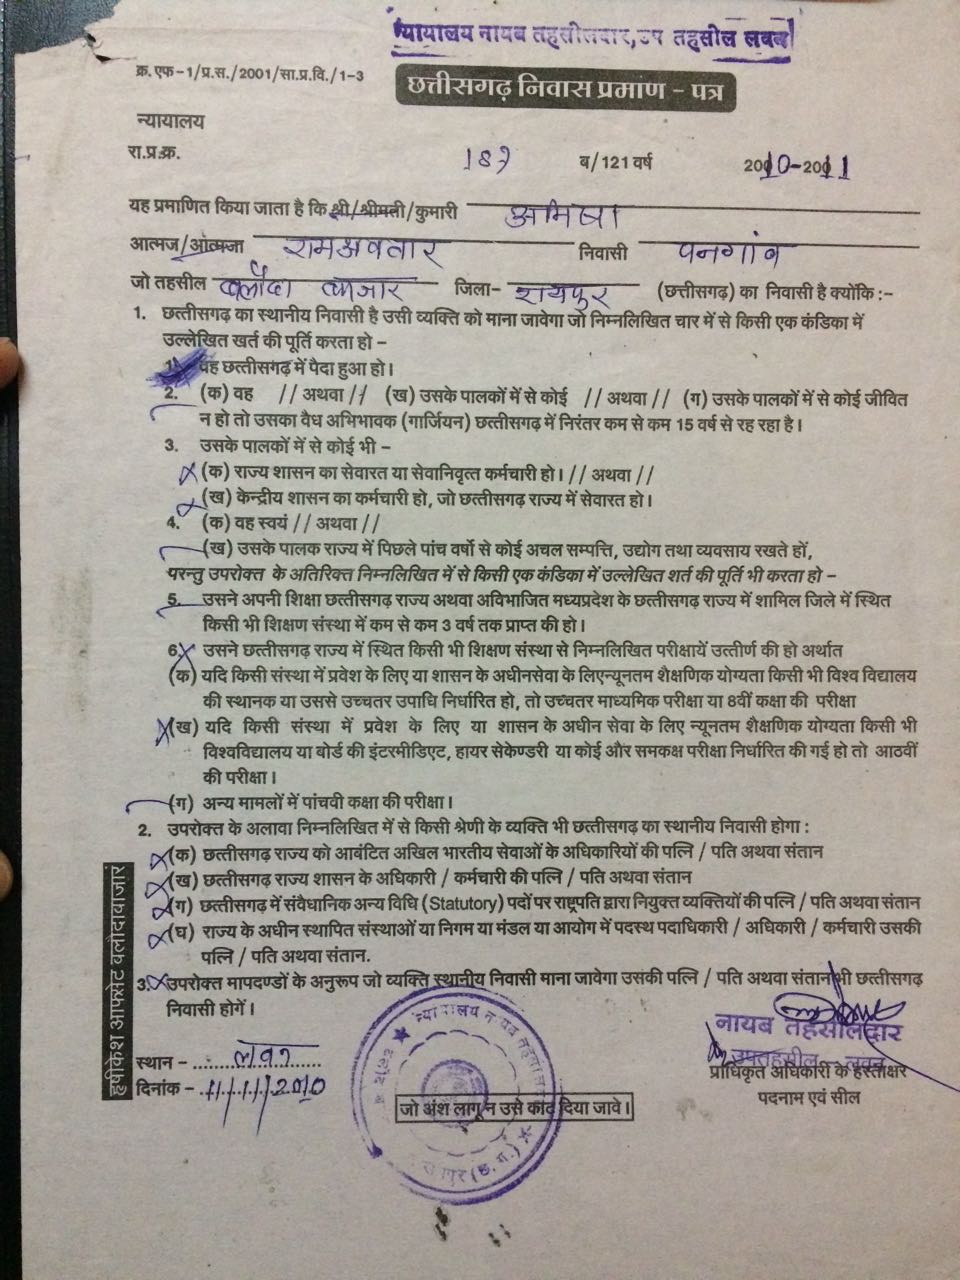 न्यायालय नायब तहसीलदार, उप तहसील लवन
क्र. एफ-1/प्र.स./2001/सा.प्र.वि./1-3
छत्तीसगढ़ निवास प्रमाण - पत्र
न्यायालय
रा.प्र.क्र. 187 ब/121 वर्ष 2010-2011
यह प्रमाणित किया जाता है कि श्री/श्रीमती/कुमारी
आत्मज/आत्मजा रामअवतार निवासी पनगांव
जो तहसील बलौदा बाजार जिला- रायपुर (छत्तीसगढ़) का निवासी है क्योंकि :-
1. छत्तीसगढ़ का स्थानीय निवासी है उसी व्यक्ति को माना जावेगा जो निम्नलिखित चार में से किसी एक कंडिका में
उल्लेखित खर्त की पूर्ति करता हो -
1. वह छत्तीसगढ़ में पैदा हुआ हो।
2. (क) वह // अथवा // (ख) उसके पालकों में से कोई // अथवा // (ग) उसके पालकों में से कोई जीवित
न हो तो उसका वैध अभिभावक (गार्जियन) छत्तीसगढ़ में निरंतर कम से कम 15 वर्ष से रह रहा है।
3. उसके पालकों में से कोई भी -
(क) राज्य शासन का सेवारत या सेवानिवृत्त कर्मचारी हो। // अथवा //
(ख) केन्द्रीय शासन का कर्मचारी हो, जो छत्तीसगढ़ राज्य में सेवारत हो।
4. (क) वह स्वयं // अथवा //
(ख) उसके पालक राज्य में पिछले पांच वर्षो से कोई अचल सम्पत्ति, उद्योग तथा व्यवसाय रखते हों,
परन्तु उपरोक्त के अतिरिक्त निम्नलिखित में से किसी एक कंडिका में उल्लेखित शर्त की पूर्ति भी करता हो -
5. उसने अपनी शिक्षा छत्तीसगढ़ राज्य अथवा अविभाजित मध्यप्रदेश के छत्तीसगढ़ राज्य में शामिल जिले में स्थित
किसी भी शिक्षण संस्था में कम से कम 3 वर्ष तक प्राप्त की हो।
6. उसने छत्तीसगढ़ राज्य में स्थित किसी भी शिक्षण संस्था से निम्नलिखित परीक्षायें उत्तीर्ण की हो अर्थात
(क) यदि किसी संस्था में प्रवेश के लिए या शासन के अधीनसेवा के लिएन्यूनतम शैक्षणिक योग्यता किसी भी विश्व विद्यालय
की स्थानक या उससे उच्चतर उपाधि निर्धारित हो, तो उच्चतर माध्यमिक परीक्षा या 8वीं कक्षा की परीक्षा
(ख) यदि किसी संस्था में प्रवेश के लिए या शासन के अधीन सेवा के लिए न्यूनतम शैक्षणिक योग्यता किसी भी
विश्वविद्यालय या बोर्ड की इंटरमीडिएट, हायर सेकेण्डरी या कोई और समकक्ष परीक्षा निर्धारित की गई हो तो आठवीं
की परीक्षा।
(ग) अन्य मामलों में पांचवी कक्षा की परीक्षा।
2. उपरोक्त के अलावा निम्नलिखित में से किसी श्रेणी के व्यक्ति भी छत्तीसगढ़ का स्थानीय निवासी होगा :
(क) छत्तीसगढ़ राज्य को आवंटित अखिल भारतीय सेवाओं के अधिकारियों की पत्नि / पति अथवा संतान
(ख) छत्तीसगढ़ राज्य शासन के अधिकारी / कर्मचारी की पत्नि / पति अथवा संतान
(ग) छत्तीसगढ़ में संवैधानिक अन्य विधि (Statutory) पदों पर राष्ट्रपति द्वारा नियुक्त व्यक्तियों की पत्नि / पति अथवा संतान
(घ) राज्य के अधीन स्थापित संस्थाओं या निगम या मंडल या आयोग में पदस्थ पदाधिकारी / अधिकारी / कर्मचारी उसकी
पत्नि / पति अथवा संतान.
3. उपरोक्त मापदण्डों के अनुरूप जो व्यक्ति स्थानीय निवासी माना जावेगा उसकी पत्नि / पति अथवा संतान भी छत्तीसगढ़
निवासी होगें।
नायब तहसीलदार
उपतहसील - लवन
स्थान - लवन
दिनांक - 11/11/2010
जो अंश लागू न उसे कांट दिया जावे।
प्राधिकृत अधिकारी के हस्ताक्षर
पदनाम एवं सील
हृषीकेश आफ्सेट बलौदाबाजार